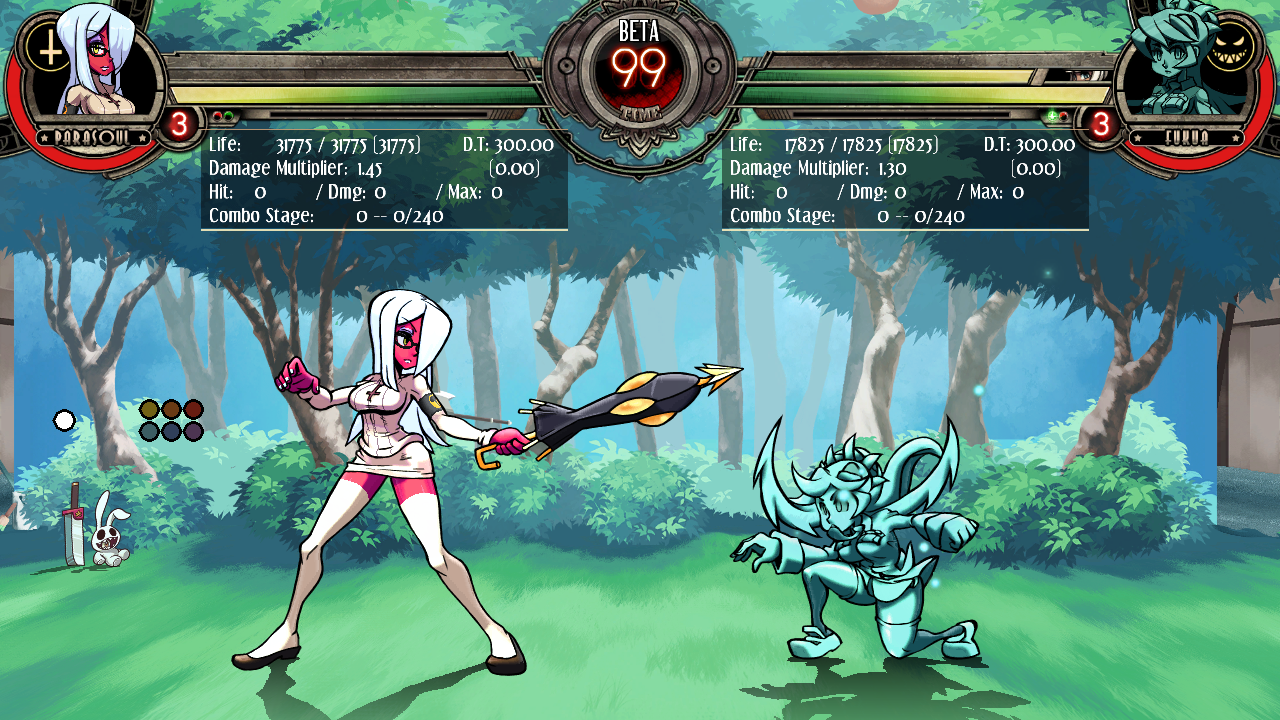 BETA
99
TIME
PARASOUL
3
3
FUKUA
Life: 31775 / 31775 (31775) D.T: 300.00
Damage Multiplier: 1.45 (0.00)
Hit: 0 / Dmg: 0 / Max: 0
Combo Stage: 0 -- 0/240
Life: 17825 / 17825 (17825) D.T: 300.00
Damage Multiplier: 1.30 (0.00)
Hit: 0 / Dmg: 0 / Max: 0
Combo Stage: 0 -- 0/240